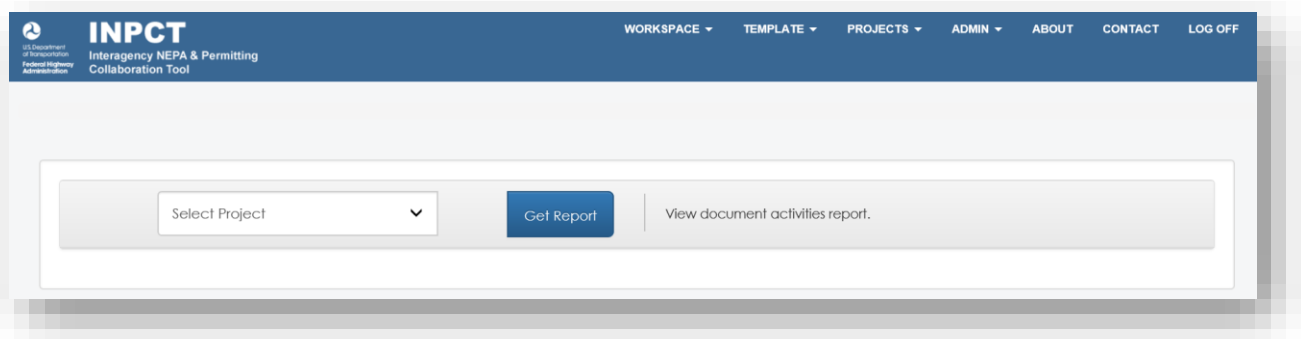 U.S. Department
of Transportation
Federal Highway
Administration
INPCT
Interagency NEPA & Permitting
Collaboration Tool
WORKSPACE TEMPLATE PROJECTS ADMIN ABOUT CONTACT LOG OFF
Select Project Get Report View document activities report.